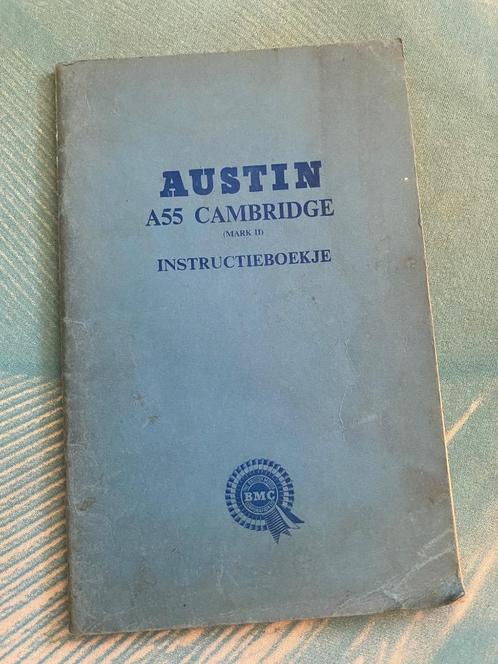 AUSTIN
A55 CAMBRIDGE
(MARK II)
INSTRUCTIEBOEKJE
BMC